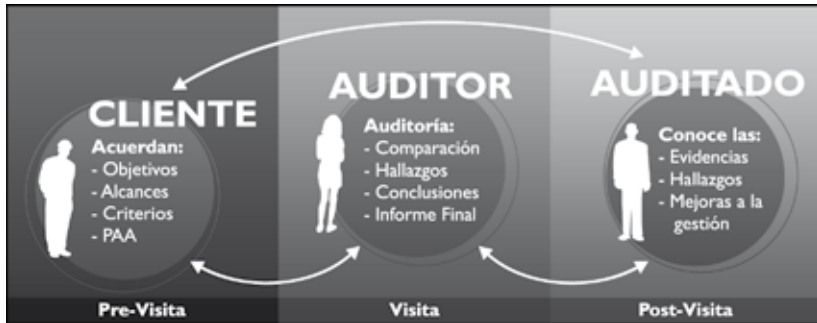 CLIENTE
Acuerdan:
- Objetivos
- Alcances
- Criterios
- PAA
Pre-Visita
AUDITOR
Auditoría:
- Comparación
- Hallazgos
- Conclusiones
- Informe Final
Visita
AUDITADO
Conoce las:
- Evidencias
- Hallazgos
- Mejoras a la
gestión
Post-Visita